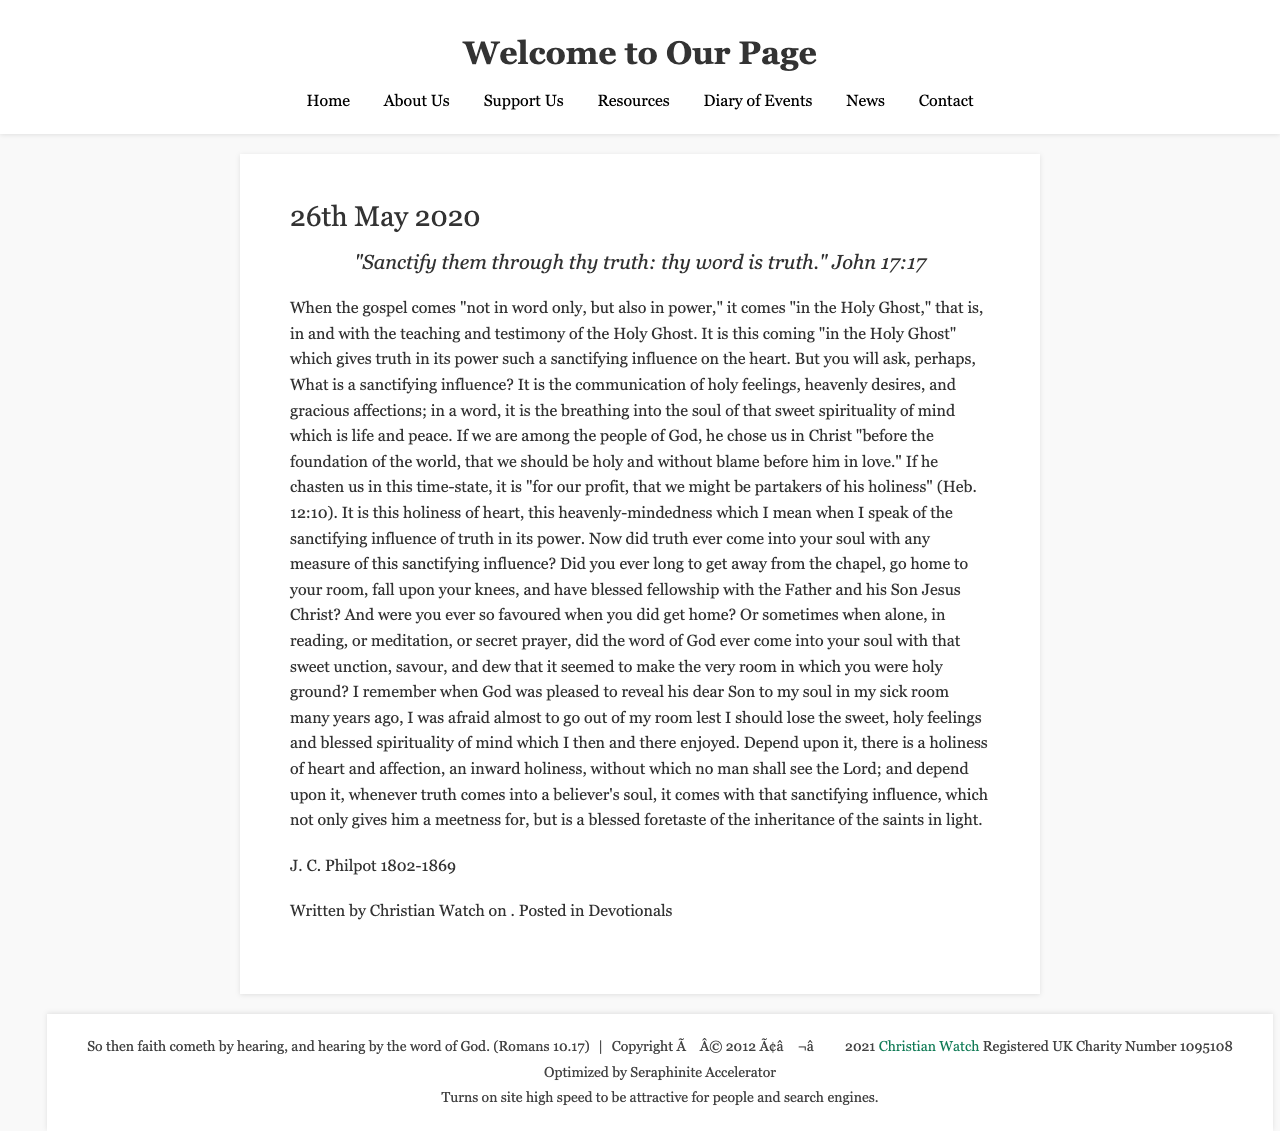 Welcome to Our Page
Home About Us Support Us Resources Diary of Events News Contact
26th May 2020
"Sanctify them through thy truth: thy word is truth." John 17:17
When the gospel comes "not in word only, but also in power," it comes "in the Holy Ghost," that is,
in and with the teaching and testimony of the Holy Ghost. It is this coming "in the Holy Ghost"
which gives truth in its power such a sanctifying influence on the heart. But you will ask, perhaps,
What is a sanctifying influence? It is the communication of holy feelings, heavenly desires, and
gracious affections; in a word, it is the breathing into the soul of that sweet spirituality of mind
which is life and peace. If we are among the people of God, he chose us in Christ "before the
foundation of the world, that we should be holy and without blame before him in love." If he
chasten us in this time-state, it is "for our profit, that we might be partakers of his holiness" (Heb.
12:10). It is this holiness of heart, this heavenly-mindedness which I mean when I speak of the
sanctifying influence of truth in its power. Now did truth ever come into your soul with any
measure of this sanctifying influence? Did you ever long to get away from the chapel, go home to
your room, fall upon your knees, and have blessed fellowship with the Father and his Son Jesus
Christ? And were you ever so favoured when you did get home? Or sometimes when alone, in
reading, or meditation, or secret prayer, did the word of God ever come into your soul with that
sweet unction, savour, and dew that it seemed to make the very room in which you were holy
ground? I remember when God was pleased to reveal his dear Son to my soul in my sick room
many years ago, I was afraid almost to go out of my room lest I should lose the sweet, holy feelings
and blessed spirituality of mind which I then and there enjoyed. Depend upon it, there is a holiness
of heart and affection, an inward holiness, without which no man shall see the Lord; and depend
upon it, whenever truth comes into a believer's soul, it comes with that sanctifying influence, which
not only gives him a meetness for, but is a blessed foretaste of the inheritance of the saints in light.
J. C. Philpot 1802-1869
Written by Christian Watch on . Posted in Devotionals
So then faith cometh by hearing, and hearing by the word of God. (Romans 10.17) | Copyright Ã Â© 2012 Ã¢â ¬â 2021 Christian Watch Registered UK Charity Number 1095108
Optimized by Seraphinite Accelerator
Turns on site high speed to be attractive for people and search engines.